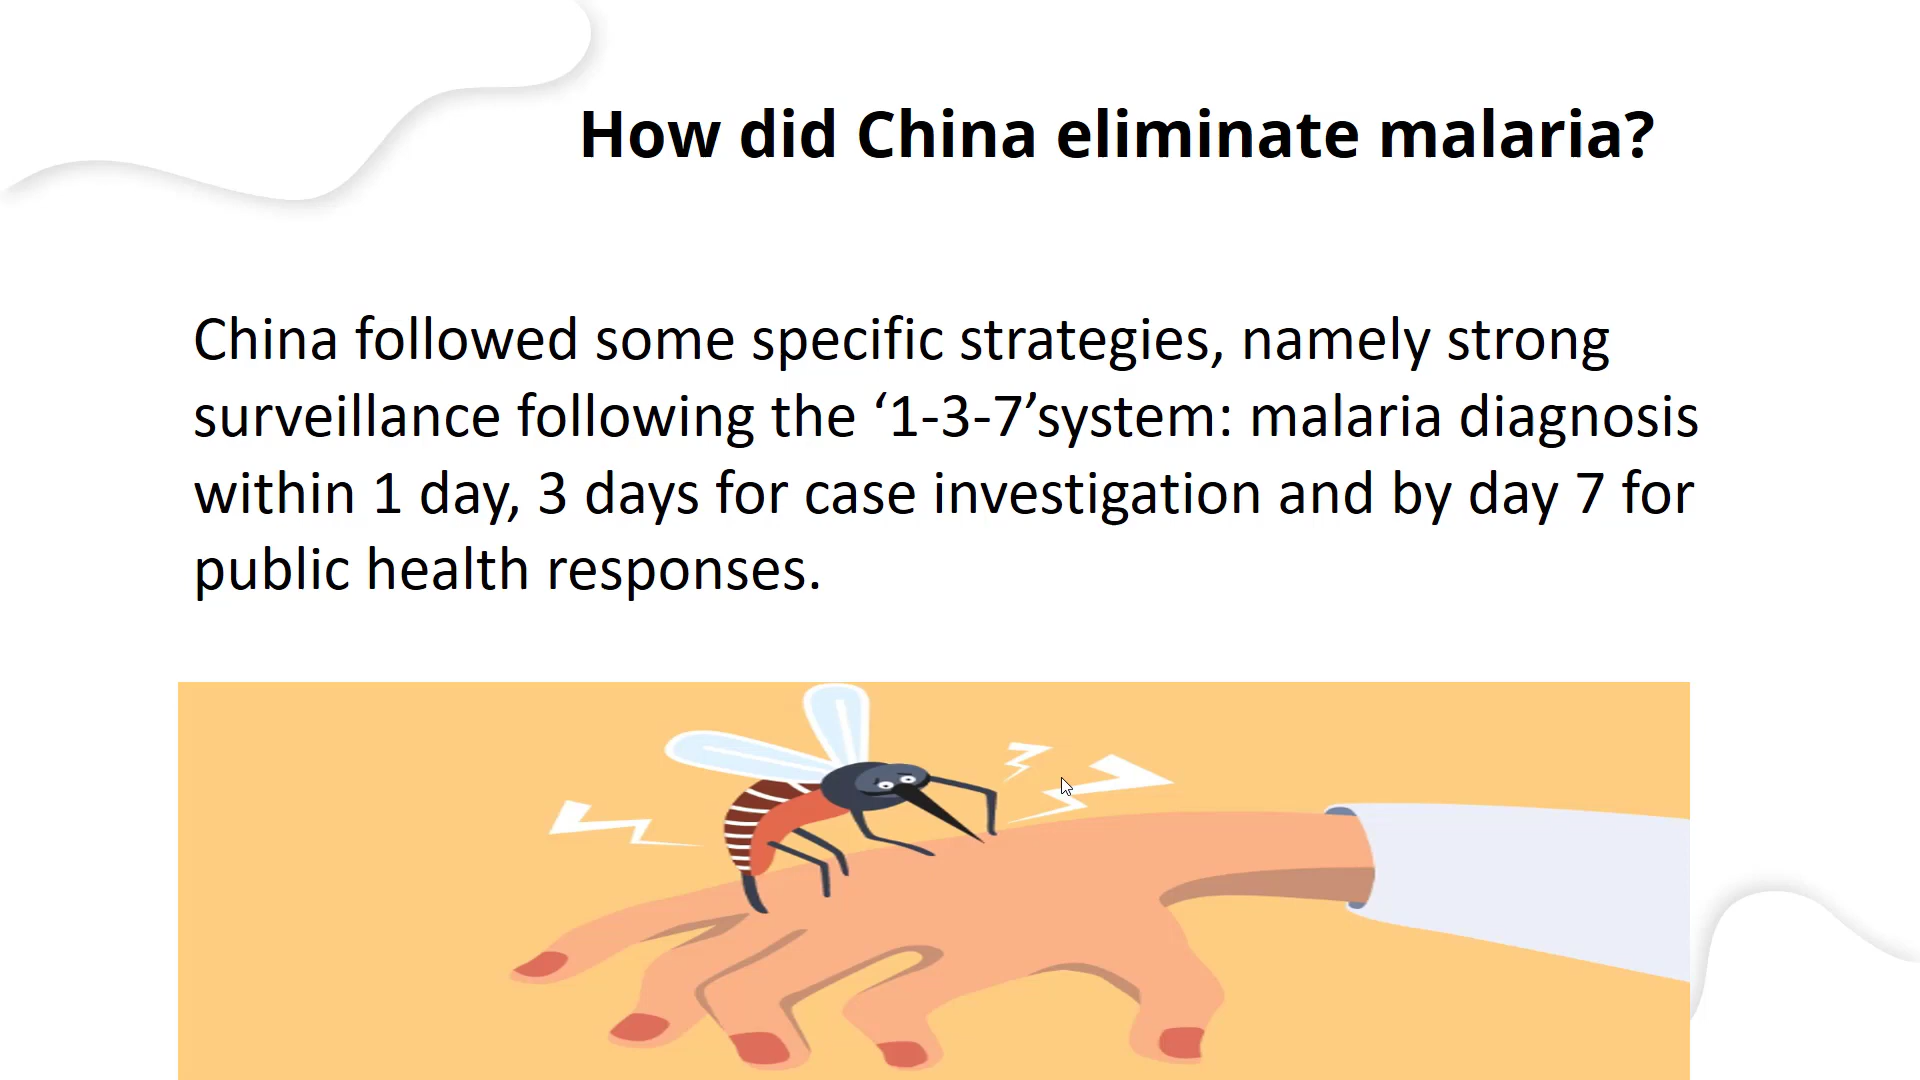 How did China eliminate malaria?
China followed some specific strategies, namely strong
surveillance following the ‘1-3-7’system: malaria diagnosis
within 1 day, 3 days for case investigation and by day 7 for
public health responses.